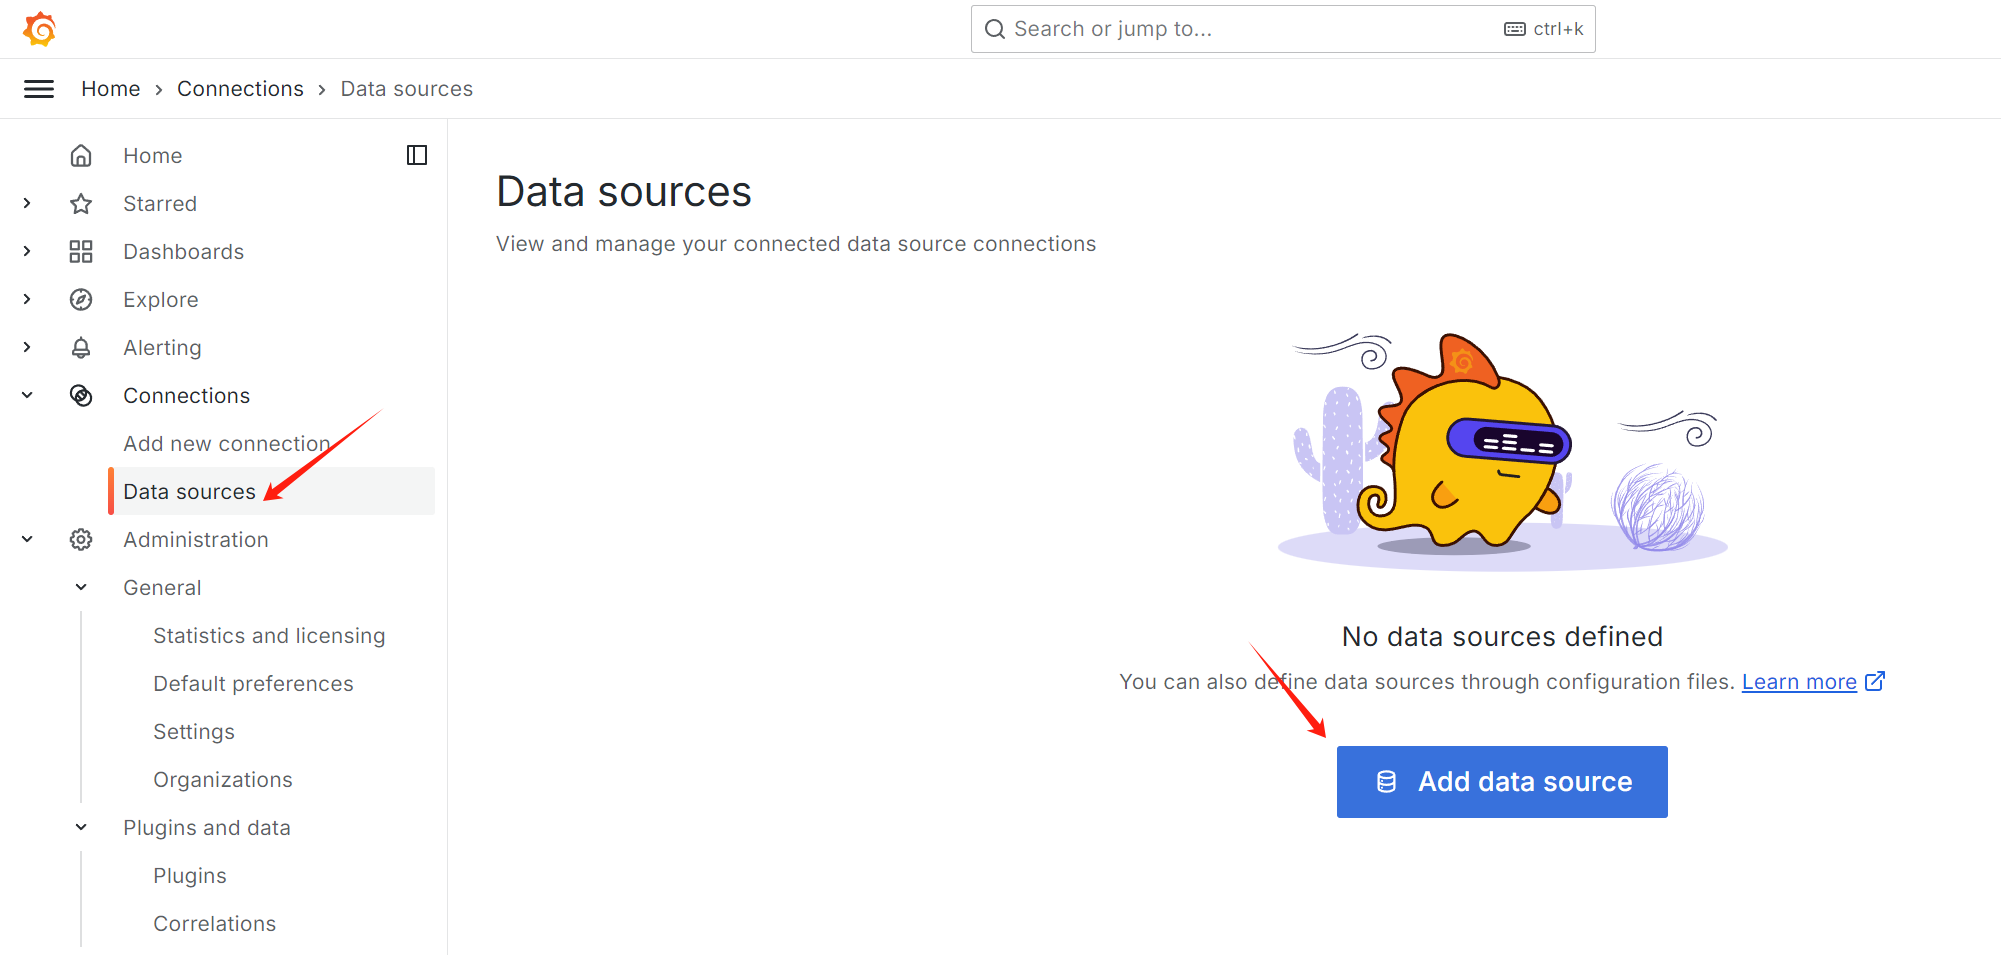 Search or jump to...
ctrl+k
Home
Connections
Data sources
Home
Starred
Dashboards
Explore
Alerting
Connections
Add new connection
Data sources
Administration
General
Statistics and licensing
Default preferences
Settings
Organizations
Plugins and data
Plugins
Correlations
Data sources
View and manage your connected data source connections
No data sources defined
You can also define data sources through configuration files. Learn more
Add data source